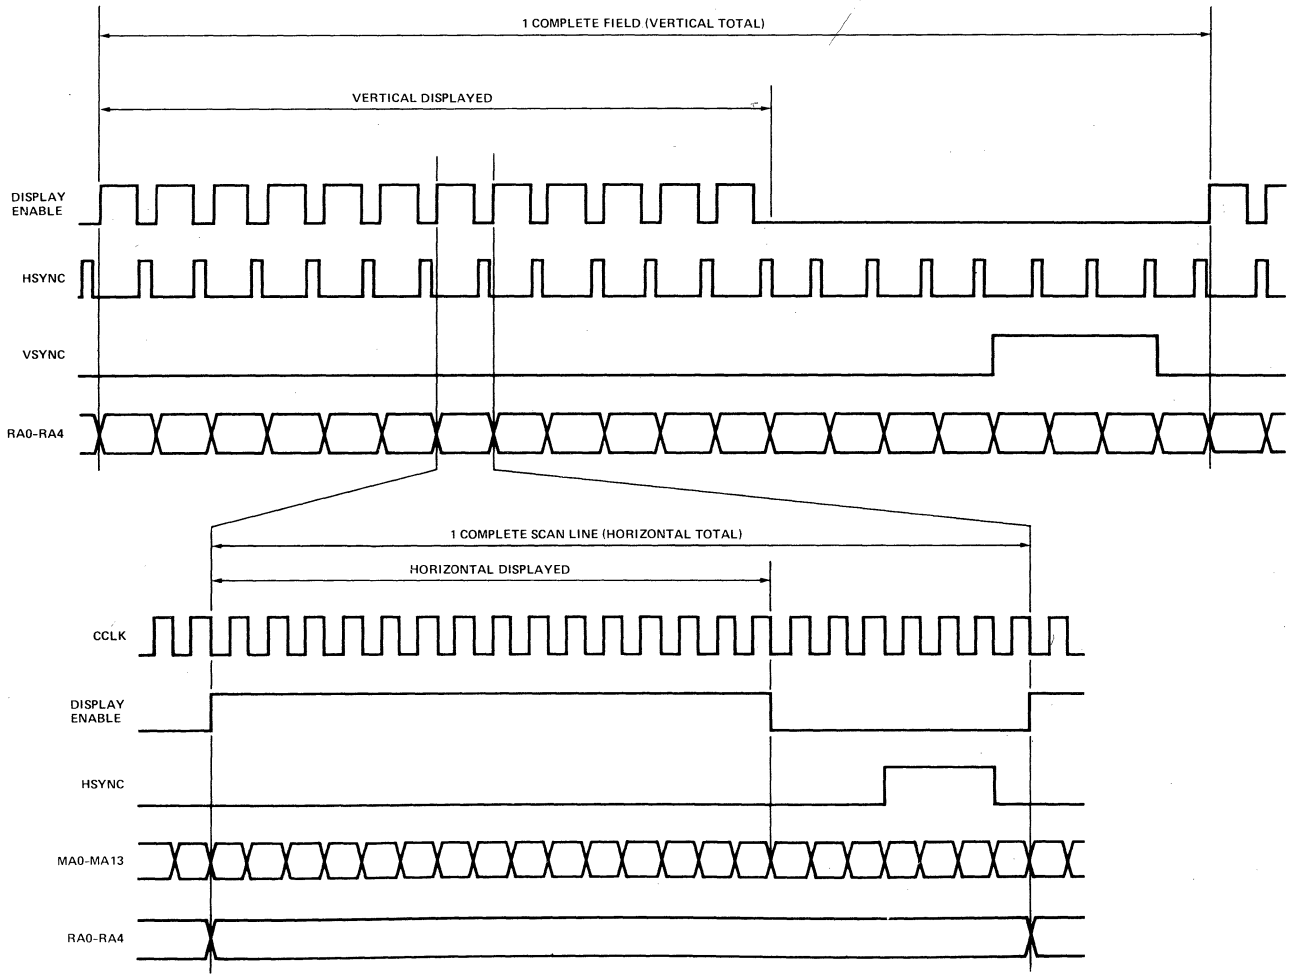 1 COMPLETE FIELD (VERTICAL TOTAL)
VERTICAL DISPLAYED
DISPLAY
ENABLE
HSYNC
VSYNC
RA0-RA4
1 COMPLETE SCAN LINE (HORIZONTAL TOTAL)
HORIZONTAL DISPLAYED
CCLK
DISPLAY
ENABLE
HSYNC
MA0-MA13
RA0-RA4